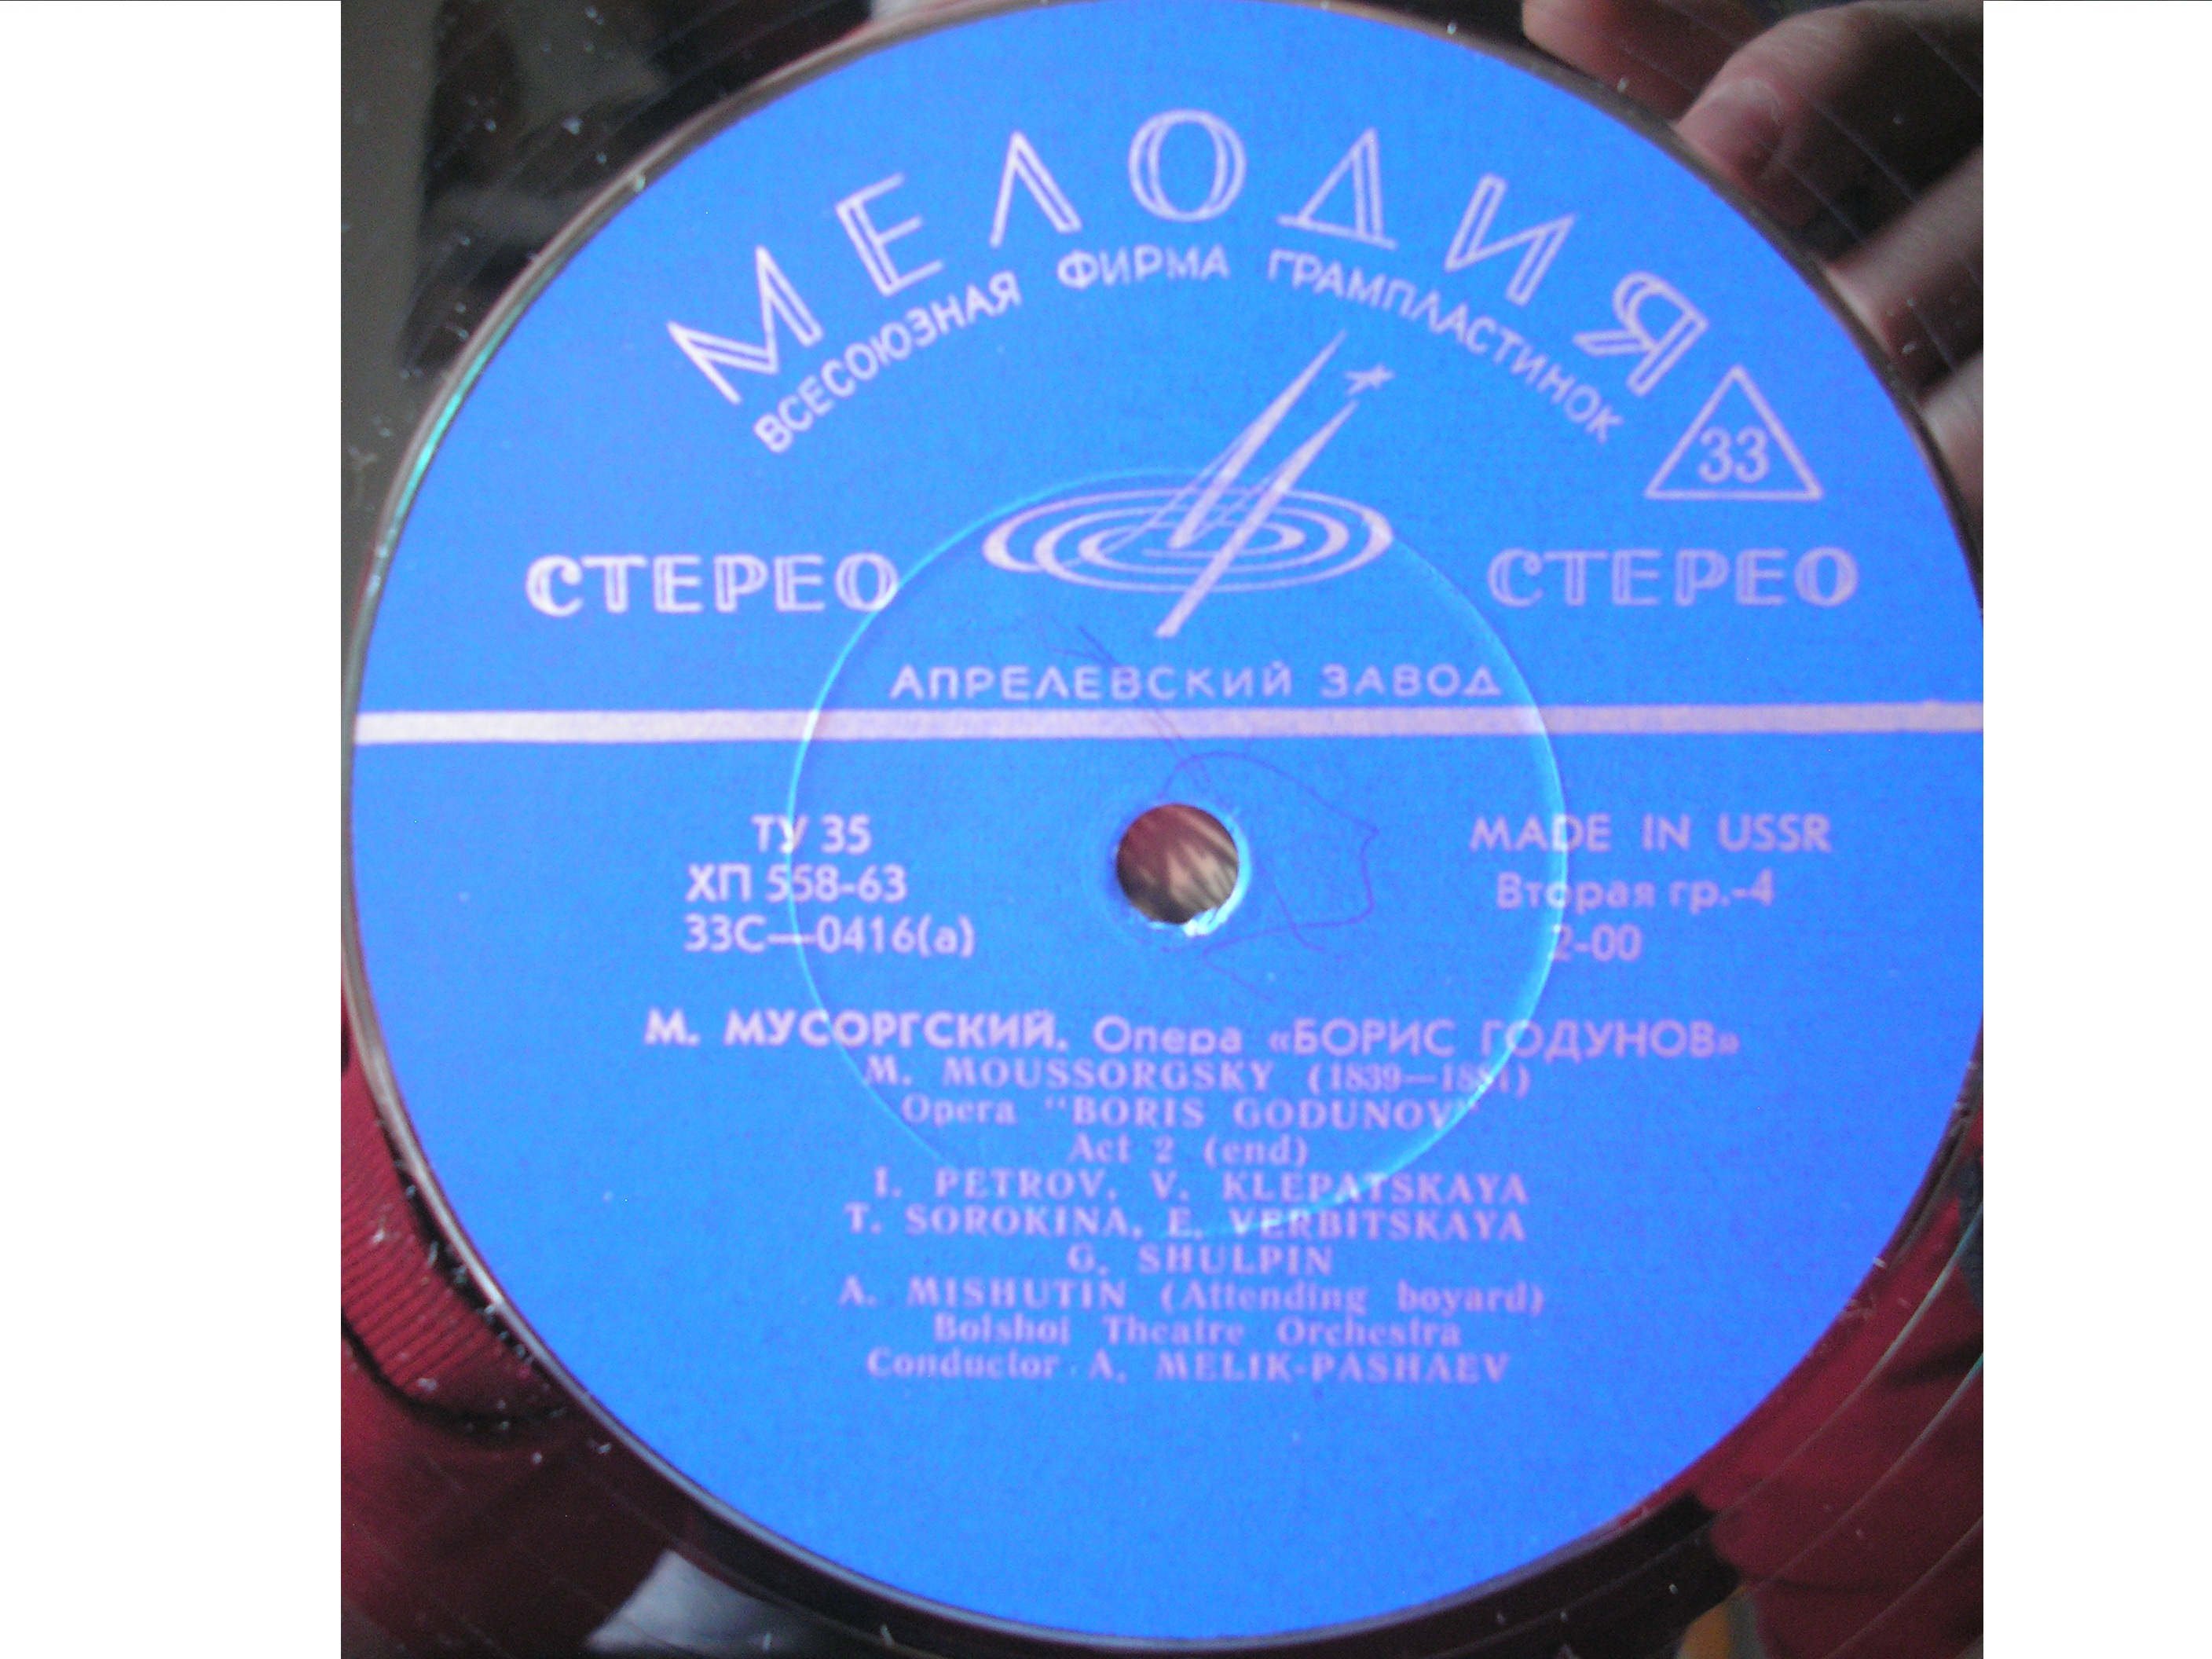 МЕЛОДИЯ
ВСЕСОЮЗНАЯ ФИРМА ГРАМПЛАСТИНОК
33
СТЕРЕО СТЕРЕО
АПРЕЛЕВСКИЙ ЗАВОД
ТУ 35
ХП 558-63
33С—0416(а)
MADE IN USSR
Вторая гр.-4
2-00
М. МУСОРГСКИЙ. Опера «БОРИС ГОДУНОВ»
M. MOUSSORGSKY (1839—1881)
Opera "BORIS GODUNOV"
Act 2 (end)
I. PETROV, V. KLEPATSKAYA
T. SOROKINA, E. VERBITSKAYA
G. SHULPIN
A. MISHUTIN (Attending boyard)
Bolshoi Theatre Orchestra
Conductor A. MELIK-PASHAEV